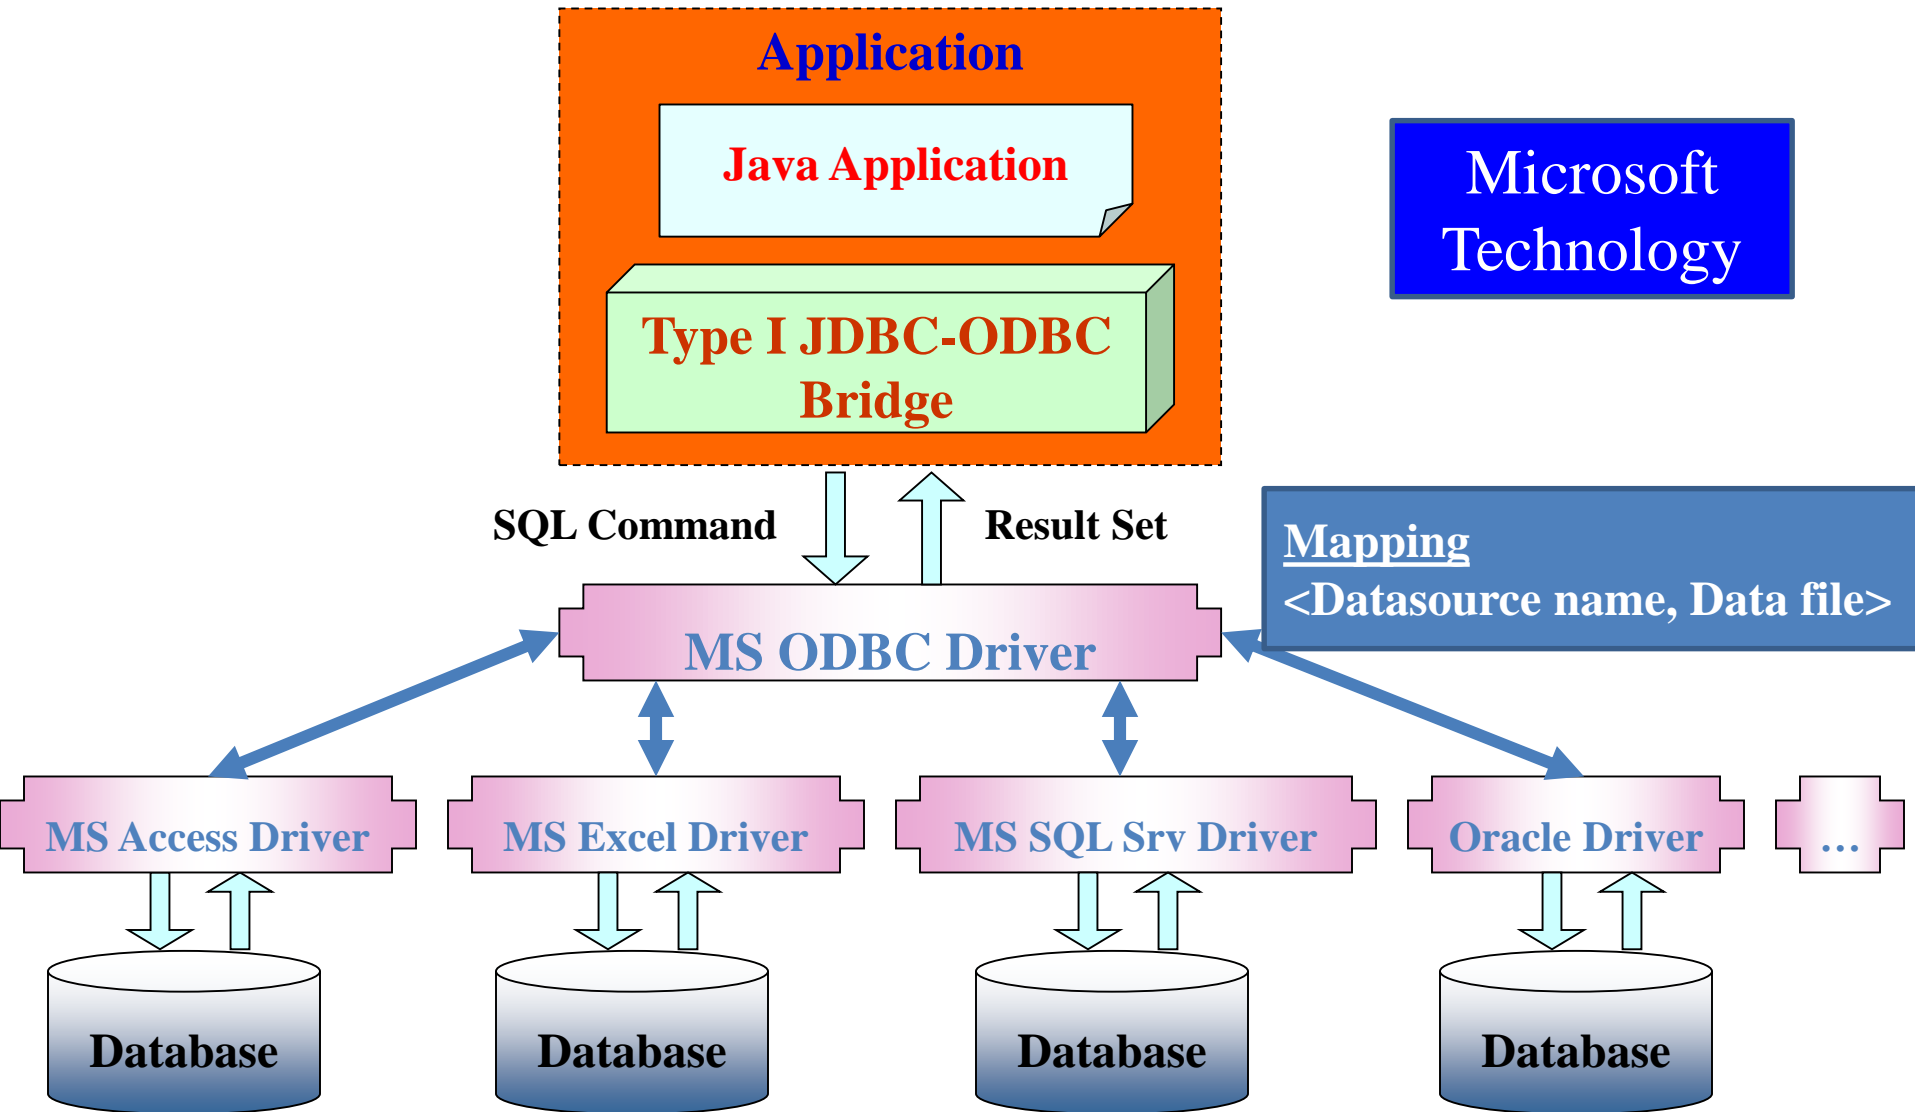 Application
Java Application
Microsoft
Technology
Type I JDBC-ODBC
Bridge
SQL Command
Result Set
Mapping
<Datasource name, Data file>
MS ODBC Driver
MS Access Driver
MS Excel Driver
MS SQL Srv Driver
Oracle Driver
…
Database
Database
Database
Database